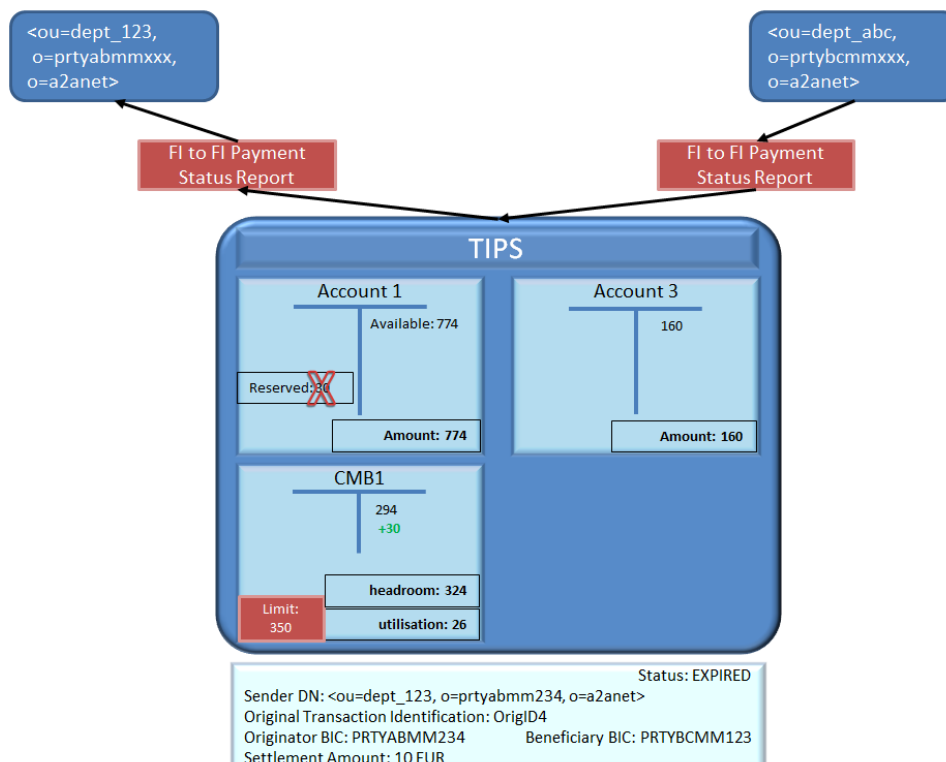 <ou=dept_123,
o=prtyabmmxxx,
o=a2anet>
<ou=dept_abc,
o=prtybcmmxxx,
o=a2anet>
FI to FI Payment
Status Report
FI to FI Payment
Status Report
TIPS
Account 1
Available: 774
Reserved: 30
Amount: 774
Account 3
160
Amount: 160
CMB1
294
+30
headroom: 324
Limit:
350
utilisation: 26
Status: EXPIRED
Sender DN: <ou=dept_123, o=prtyabmm234, o=a2anet>
Original Transaction Identification: OrigID4
Originator BIC: PRTYABMM234 Beneficiary BIC: PRTYBCMM123
Settlement Amount: 10 EUR